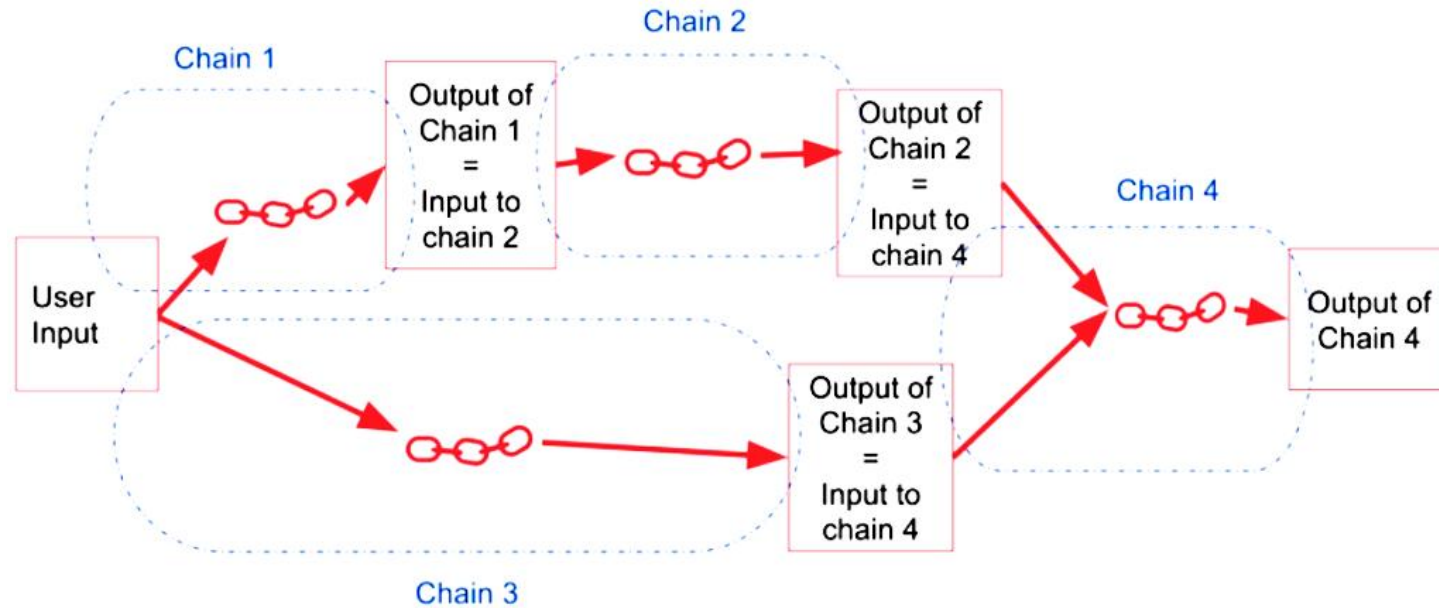 Chain 1
Chain 2
Output of
Chain 1
=
Input to
chain 2
Output of
Chain 2
=
Input to
chain 4
Chain 4
User
Input
Output of
Chain 4
Output of
Chain 3
=
Input to
chain 4
Chain 3